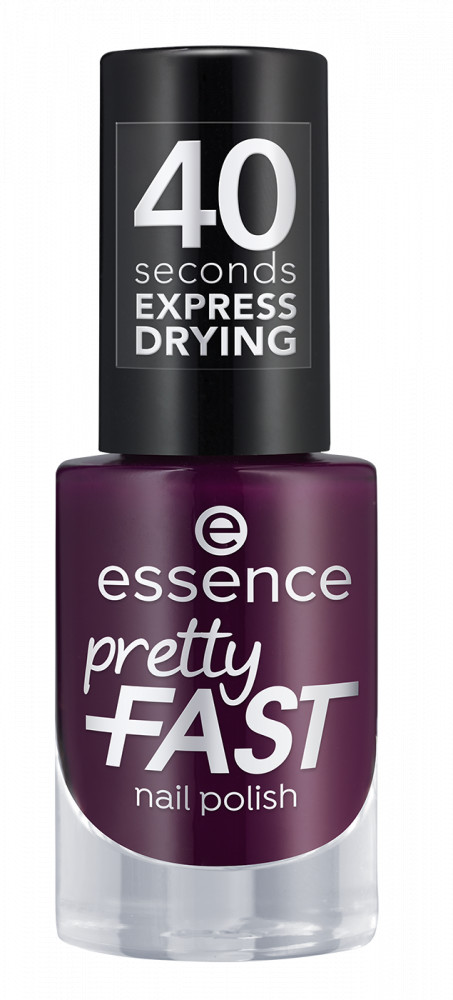 40
seconds
EXPRESS
DRYING
e
essence
pretty
FAST
nail polish